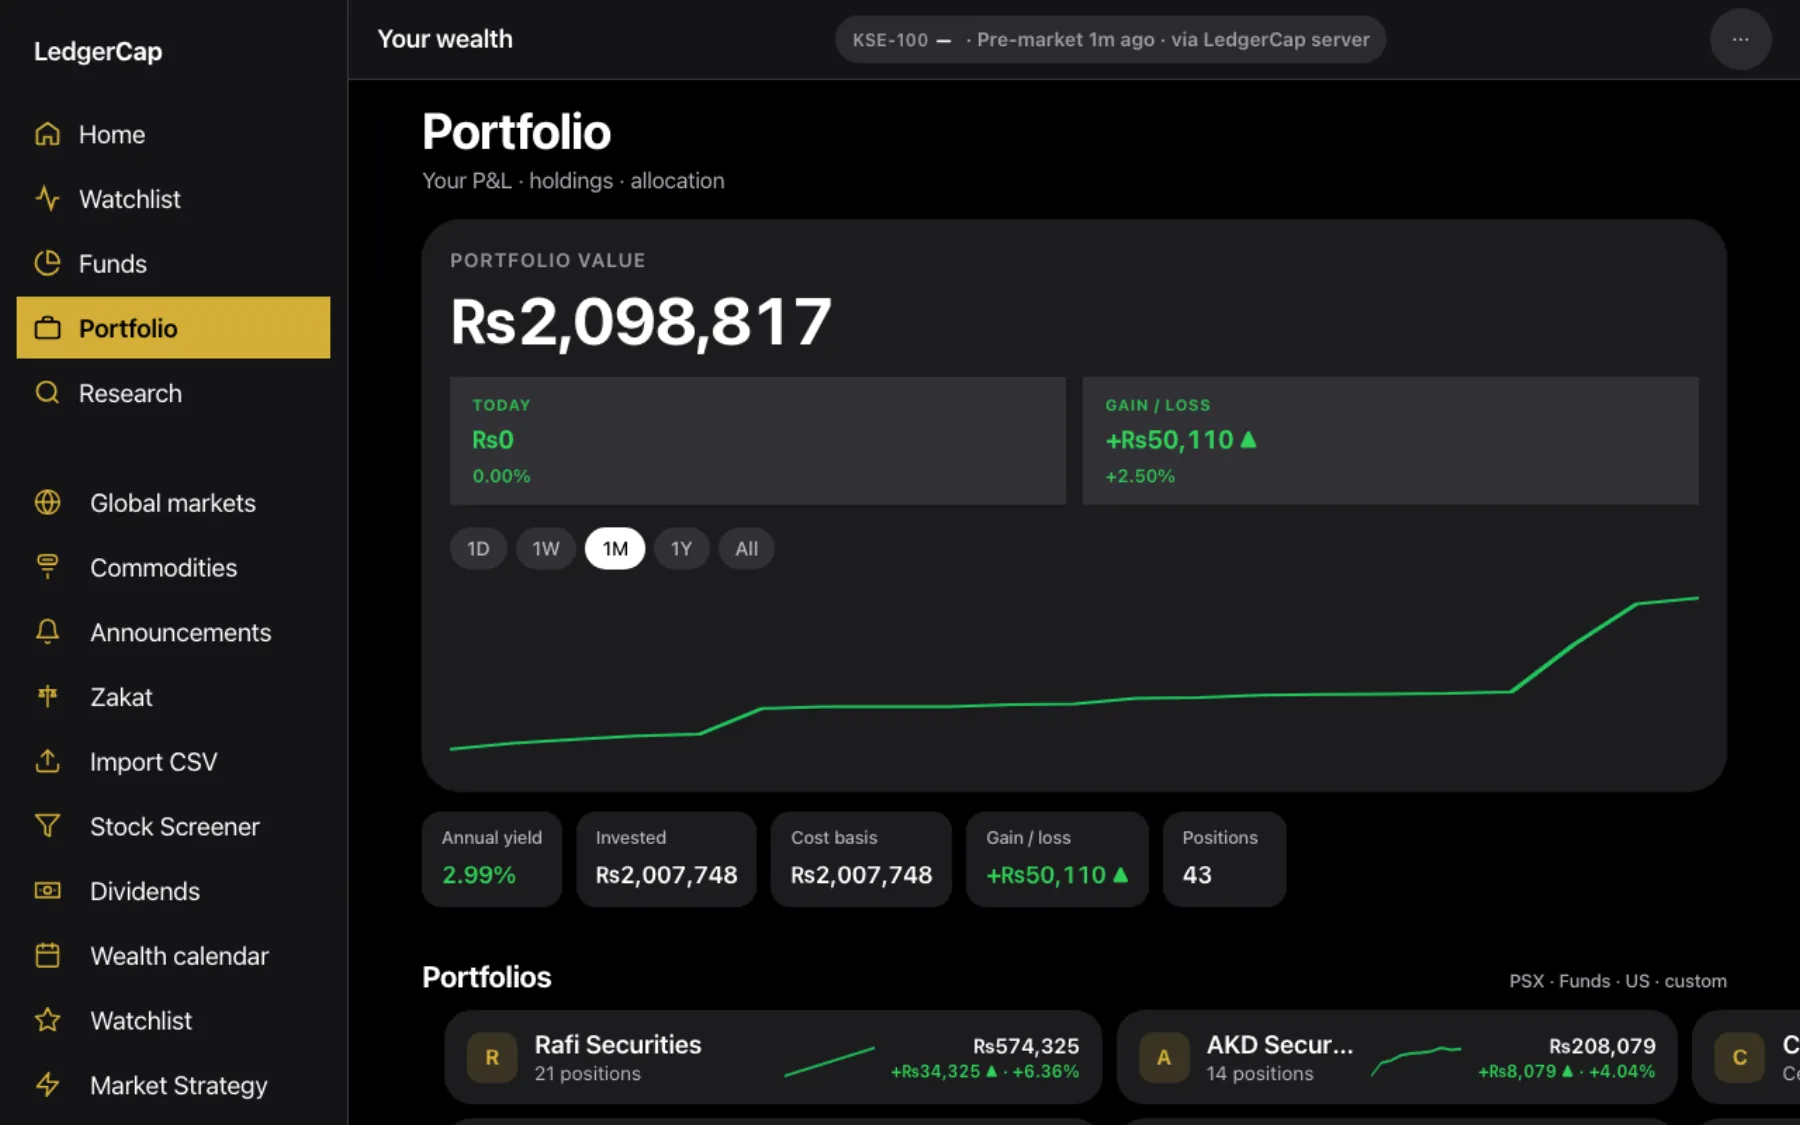 LedgerCap
Home
Watchlist
Funds
Portfolio
Research
Global markets
Commodities
Announcements
Zakat
Import CSV
Stock Screener
Dividends
Wealth calendar
Watchlist
Market Strategy
Your wealth
KSE-100 — · Pre-market 1m ago · via LedgerCap server
...
Portfolio
Your P&L · holdings · allocation
PORTFOLIO VALUE
Rs2,098,817
TODAY
Rs0
0.00%
GAIN / LOSS
+Rs50,110 ▲
+2.50%
1D 1W 1M 1Y All
Annual yield
2.99%
Invested
Rs2,007,748
Cost basis
Rs2,007,748
Gain / loss
+Rs50,110 ▲
Positions
43
Portfolios
PSX · Funds · US · custom
R
Rafi Securities
21 positions
Rs574,325
+Rs34,325 ▲ · +6.36%
A
AKD Secur...
14 positions
Rs208,079
+Rs8,079 ▲ · +4.04%
C